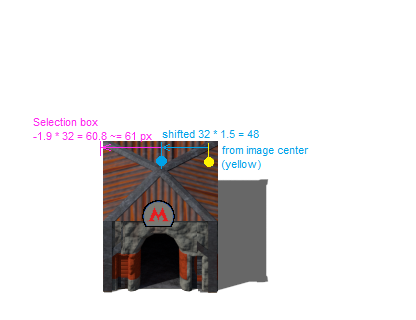 Selection box
-1.9 * 32 = 60.8 ~= 61 px
shifted 32 * 1.5 = 48
from image center
(yellow)
M